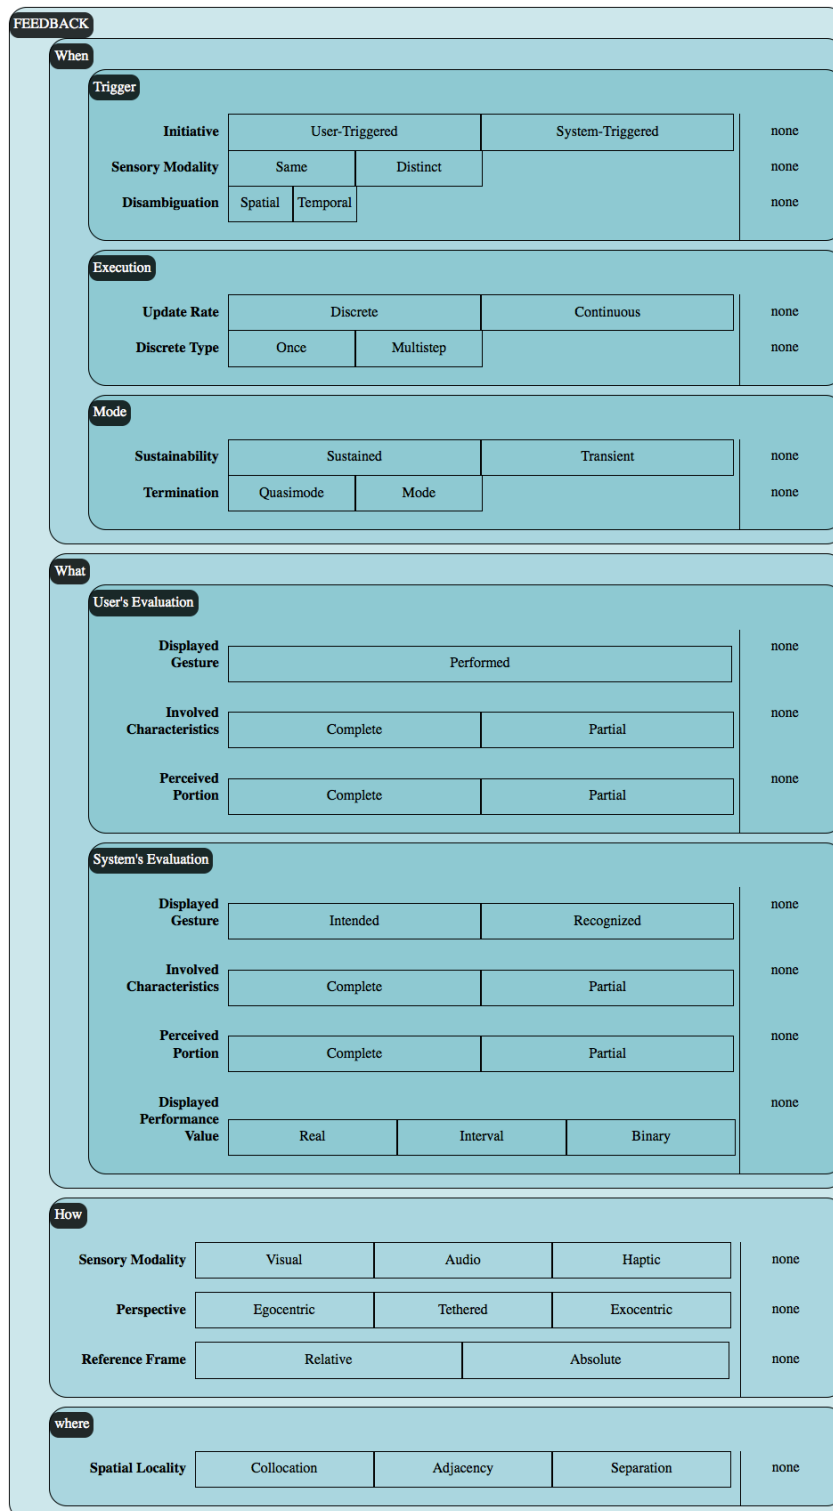 FEEDBACK
When
Trigger
Initiative User-Triggered System-Triggered none
Sensory Modality Same Distinct none
Disambiguation Spatial Temporal none
Execution
Update Rate Discrete Continuous none
Discrete Type Once Multistep none
Mode
Sustainability Sustained Transient none
Termination Quasimode Mode none
What
User's Evaluation
Displayed none
Gesture Performed
Involved none
Characteristics Complete Partial
Perceived none
Portion Complete Partial
System's Evaluation
Displayed none
Gesture Intended Recognized
Involved none
Characteristics Complete Partial
Perceived none
Portion Complete Partial
Displayed none
Performance
Value Real Interval Binary
How
Sensory Modality Visual Audio Haptic none
Perspective Egocentric Tethered Exocentric none
Reference Frame Relative Absolute none
where
Spatial Locality Collocation Adjacency Separation none